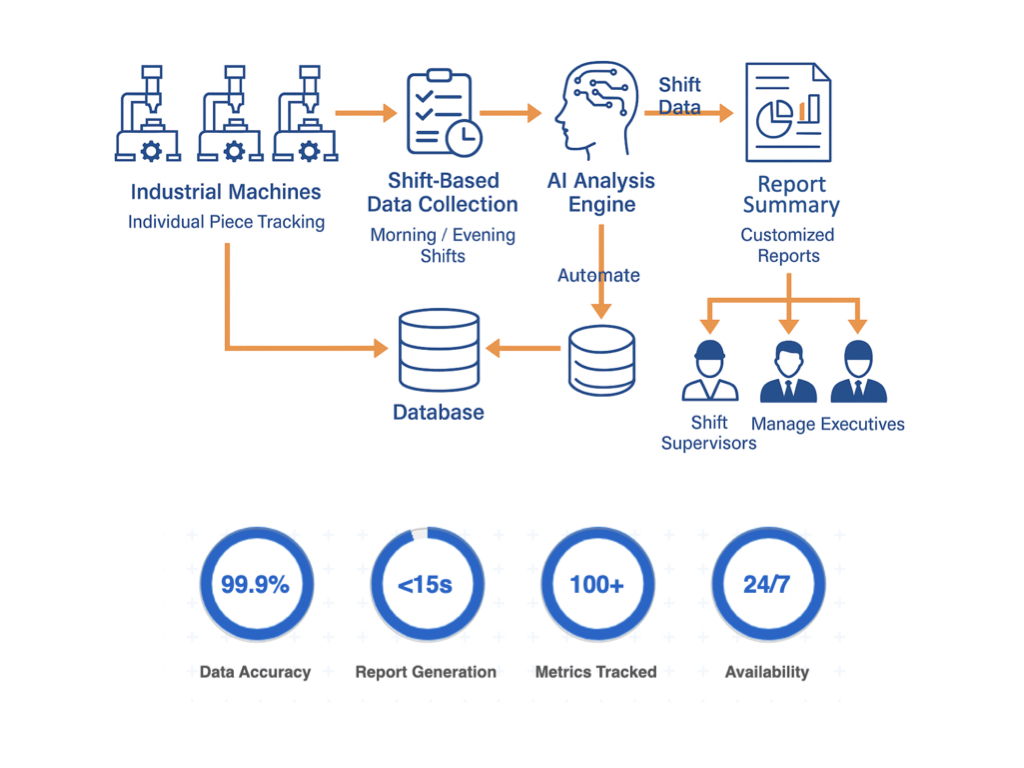 Shift
Data
Industrial Machines
Individual Piece Tracking
Shift-Based
Data Collection
Morning / Evening
Shifts
AI Analysis
Engine
Report
Summary
Customized
Reports
Automate
Database
Shift
Supervisors
Manage
Executives
99.9%
<15s
100+
24/7
Data Accuracy
Report Generation
Metrics Tracked
Availability